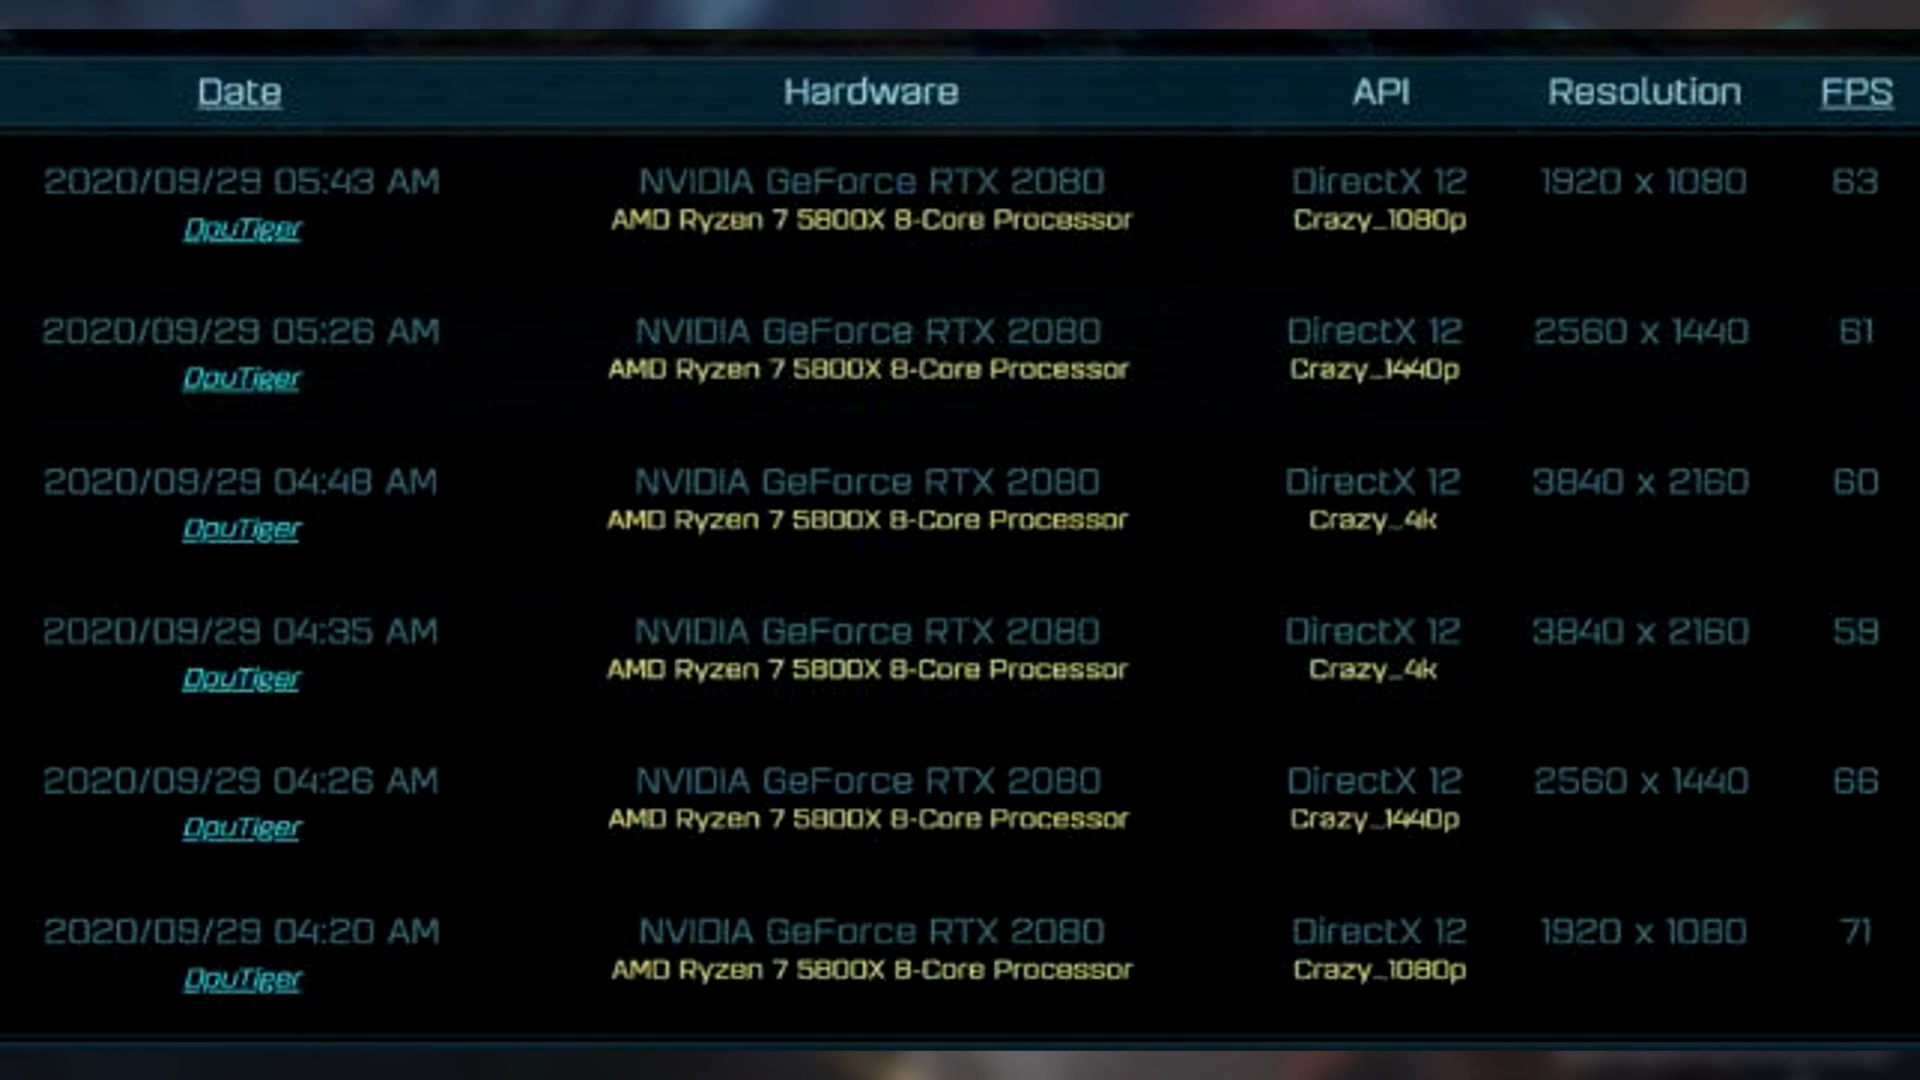 Date Hardware API Resolution FPS
2020/09/29 05:43 AM NVIDIA GeForce RTX 2080 DirectX 12 1920 x 1080 63
DpuTiger AMD Ryzen 7 5800X 8-Core Processor Crazy_1080p
2020/09/29 05:26 AM NVIDIA GeForce RTX 2080 DirectX 12 2560 x 1440 61
DpuTiger AMD Ryzen 7 5800X 8-Core Processor Crazy_1440p
2020/09/29 04:48 AM NVIDIA GeForce RTX 2080 DirectX 12 3840 x 2160 60
DpuTiger AMD Ryzen 7 5800X 8-Core Processor Crazy_4k
2020/09/29 04:35 AM NVIDIA GeForce RTX 2080 DirectX 12 3840 x 2160 59
DpuTiger AMD Ryzen 7 5800X 8-Core Processor Crazy_4k
2020/09/29 04:26 AM NVIDIA GeForce RTX 2080 DirectX 12 2560 x 1440 66
DpuTiger AMD Ryzen 7 5800X 8-Core Processor Crazy_1440p
2020/09/29 04:20 AM NVIDIA GeForce RTX 2080 DirectX 12 1920 x 1080 71
DpuTiger AMD Ryzen 7 5800X 8-Core Processor Crazy_1080p